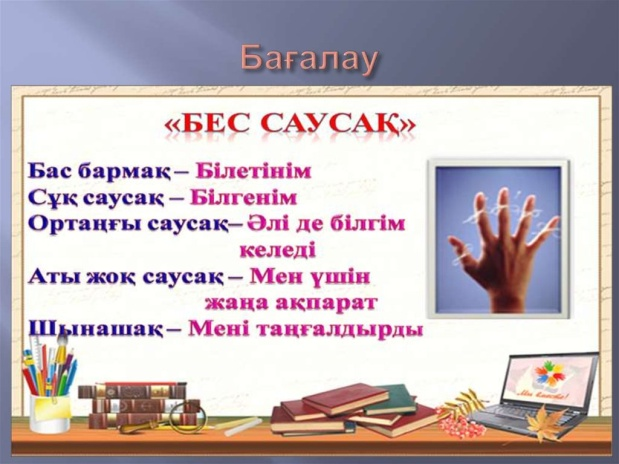 Бағалау
«БЕС САУСАҚ»
Бас бармақ – Білетінім
Сұқ саусақ – Білгенім
Ортаңғы саусақ– Әлі де білгім
келеді
Аты жоқ саусақ – Мен үшін
жаңа ақпарат
Шынашақ – Мені таңғалдырды